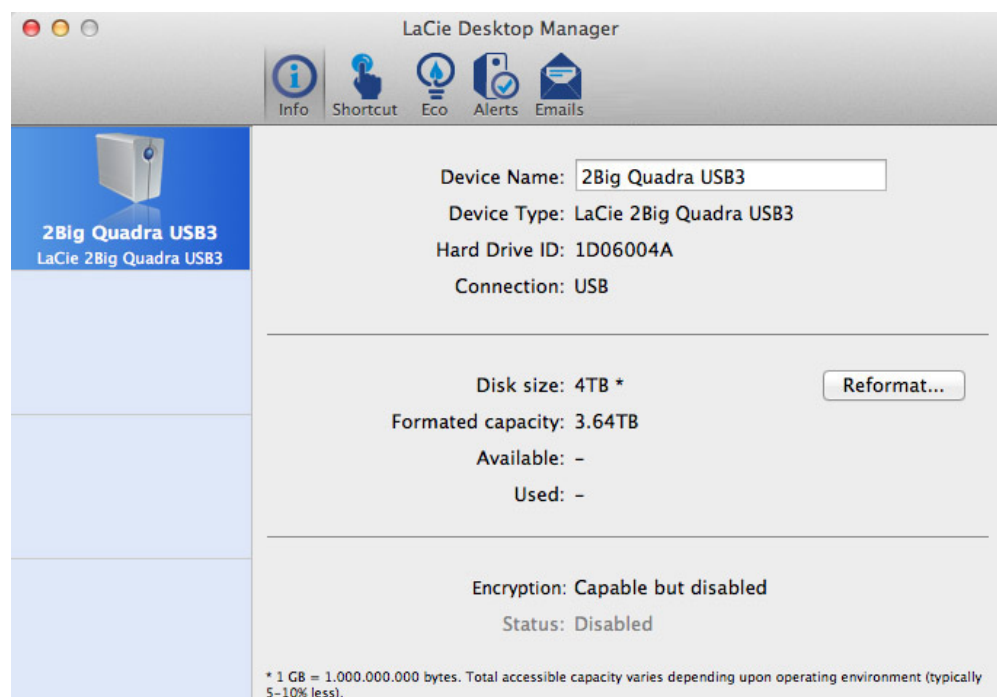 LaCie Desktop Manager
Info Shortcut Eco Alerts Emails
2Big Quadra USB3
LaCie 2Big Quadra USB3
Device Name: 2Big Quadra USB3
Device Type: LaCie 2Big Quadra USB3
Hard Drive ID: 1D06004A
Connection: USB
Disk size: 4TB *
Reformat...
Formated capacity: 3.64TB
Available: –
Used: –
Encryption: Capable but disabled
Status: Disabled
* 1 GB = 1.000.000.000 bytes. Total accessible capacity varies depending upon operating environment (typically
5–10% less).